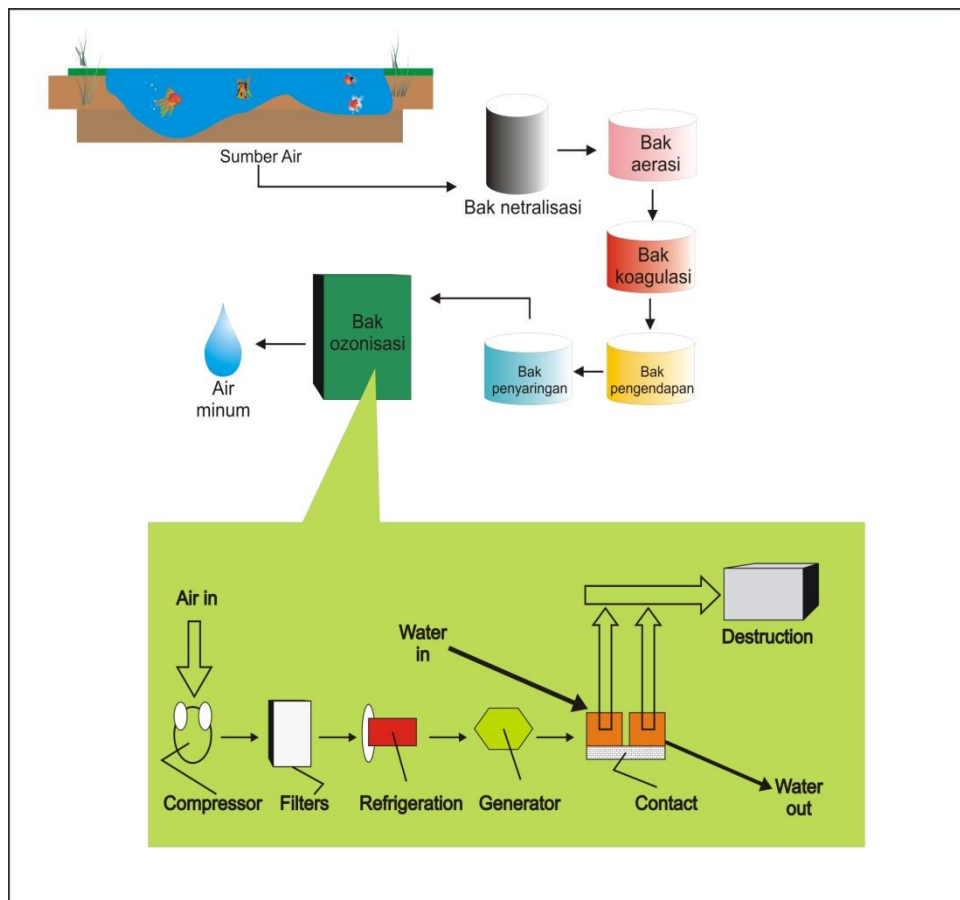 Sumber Air
Bak netralisasi
Bak
aerasi
Bak
koagulasi
Bak
pengendapan
Bak
penyaringan
Bak
ozonisasi
Air
minum
Air in
Water
in
Destruction
Compressor
Filters
Refrigeration
Generator
Contact
Water
out